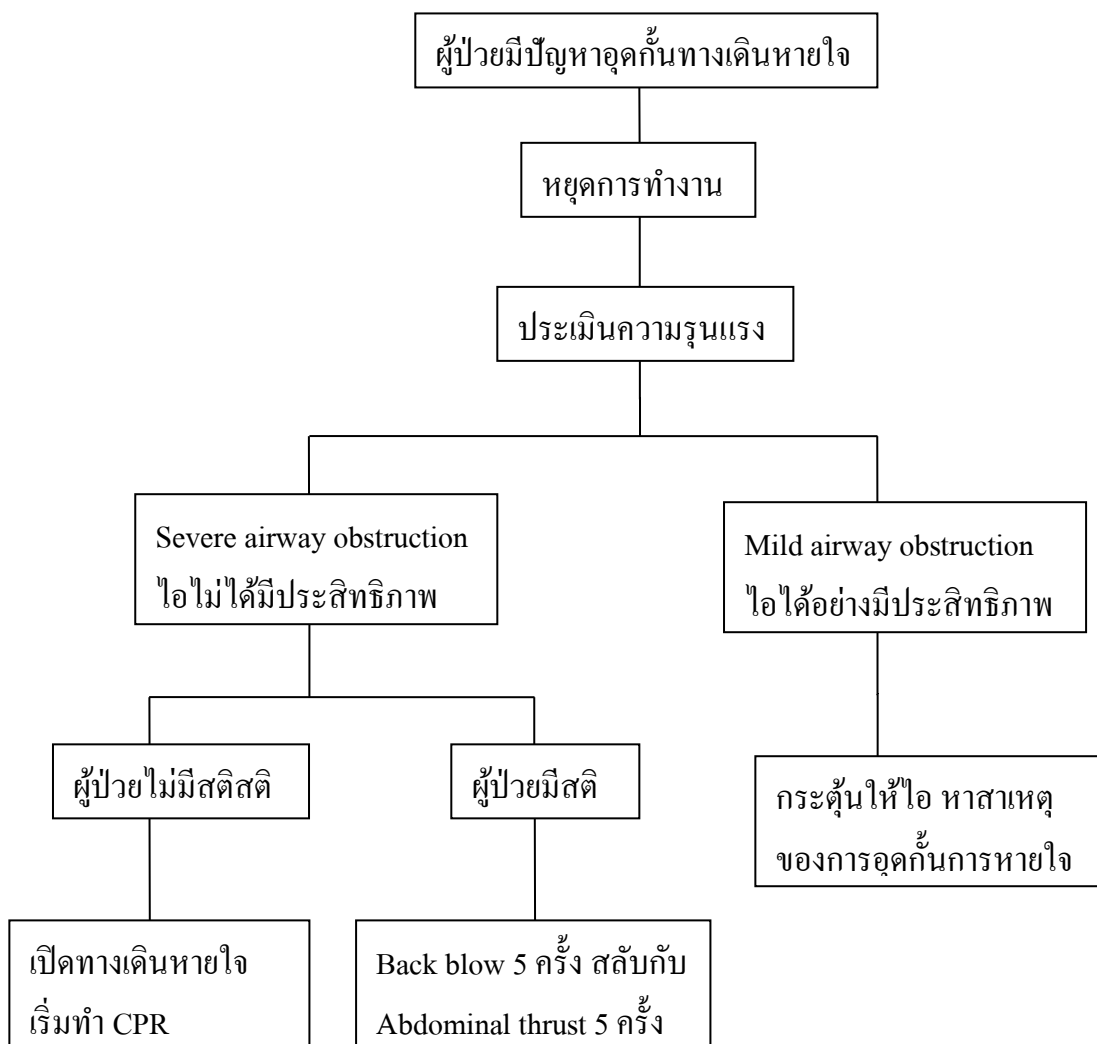 ผู้ป่วยมีปัญหาอุดกั้นทางเดินหายใจ
หยุดการทำงาน
ประเมินความรุนแรง
Severe airway obstruction
ไอไม่ได้มีประสิทธิภาพ
Mild airway obstruction
ไอได้อย่างมีประสิทธิภาพ
ผู้ป่วยไม่มีสติสติ
ผู้ป่วยมีสติ
กระตุ้นให้ไอ หาสาเหตุ
ของการอุดกั้นการหายใจ
เปิดทางเดินหายใจ
เริ่มทำ CPR
Back blow 5 ครั้ง สลับกับ
Abdominal thrust 5 ครั้ง